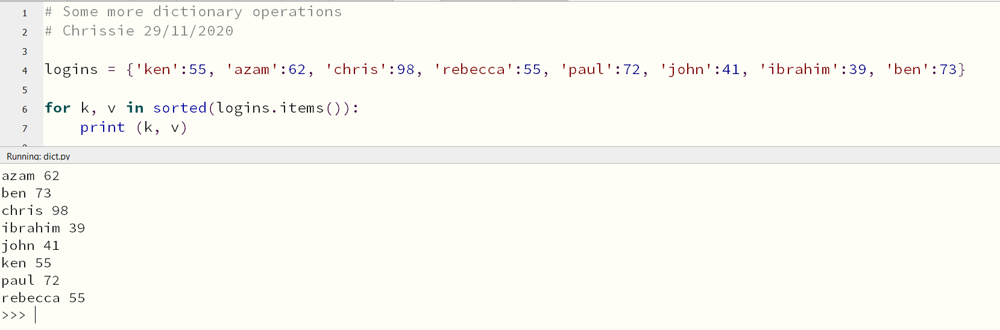 1 # Some more dictionary operations
2 # Chrissie 29/11/2020
3
4 logins = {'ken':55, 'azam':62, 'chris':98, 'rebecca':55, 'paul':72, 'john':41, 'ibrahim':39, 'ben':73}
5
6 for k, v in sorted(logins.items()):
7     print (k, v)
Running: dict.py
azam 62
ben 73
chris 98
ibrahim 39
john 41
ken 55
paul 72
rebecca 55
>>>